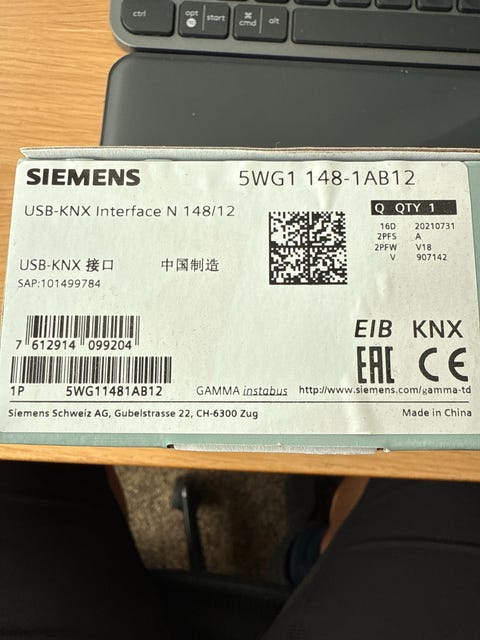 ctrl
opt
start
⌘
cmd
alt
SIEMENS
5WG1 148-1AB12
USB-KNX Interface N 148/12
Q QTY 1
16D 20210731
2PFS A
2PFW V18
V 907142
USB-KNX 接口 中国制造
SAP:101499784
EIB KNX
7 612914 099204
EAC CE
1P 5WG11481AB12
GAMMA instabus http://www.siemens.com/gamma-td
Siemens Schweiz AG, Gubelstrasse 22, CH-6300 Zug
Made in China